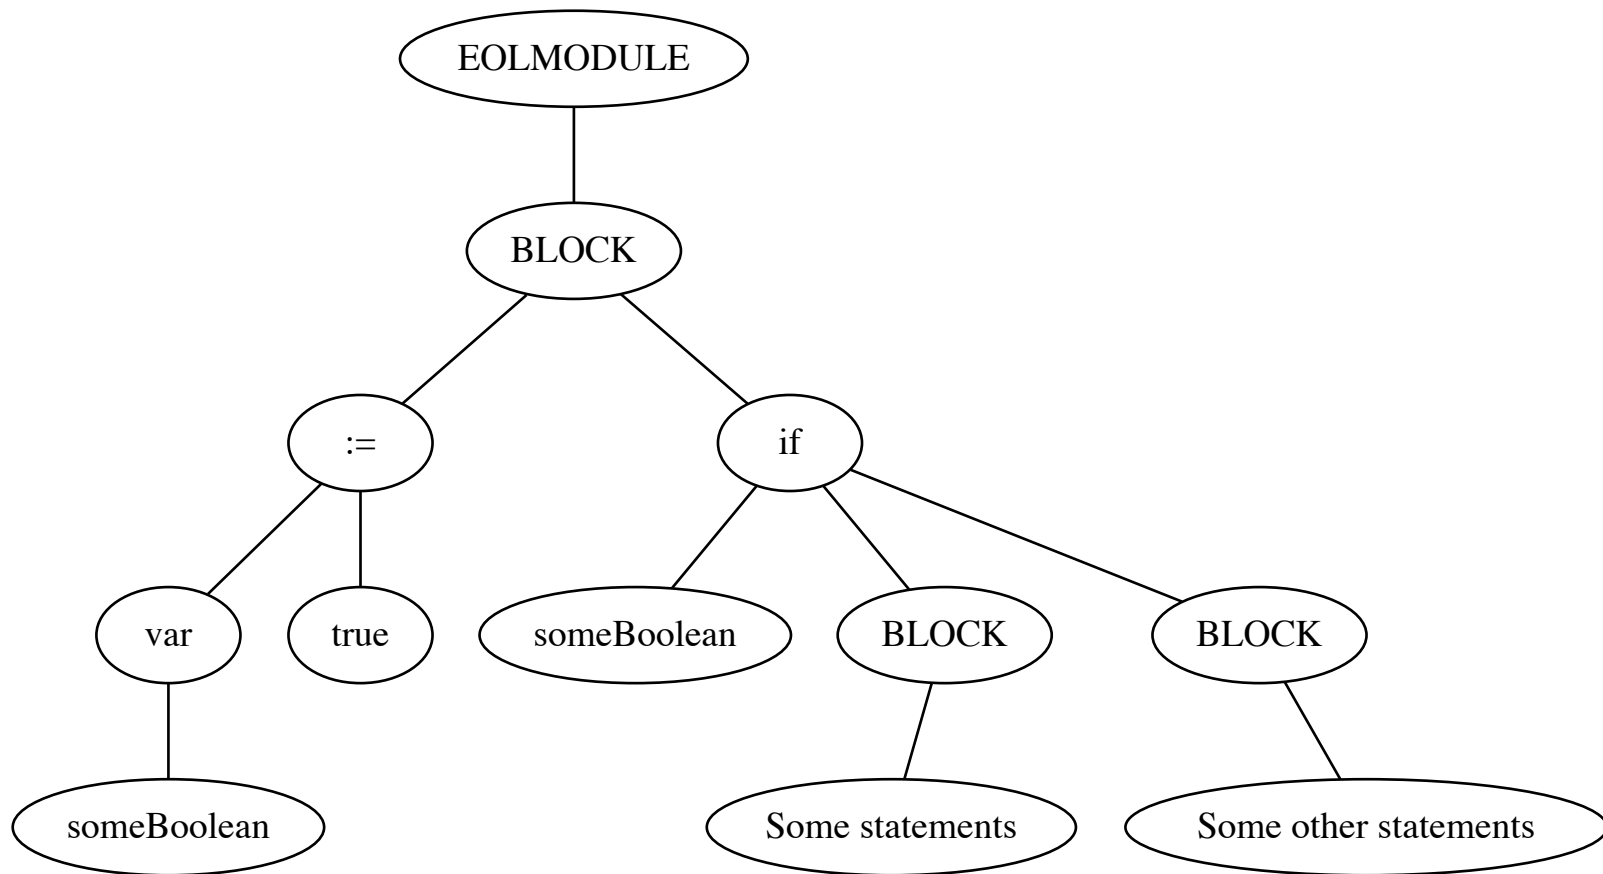 EOLMODULE
BLOCK
:=
if
var
true
someBoolean
BLOCK
BLOCK
someBoolean
Some statements
Some other statements